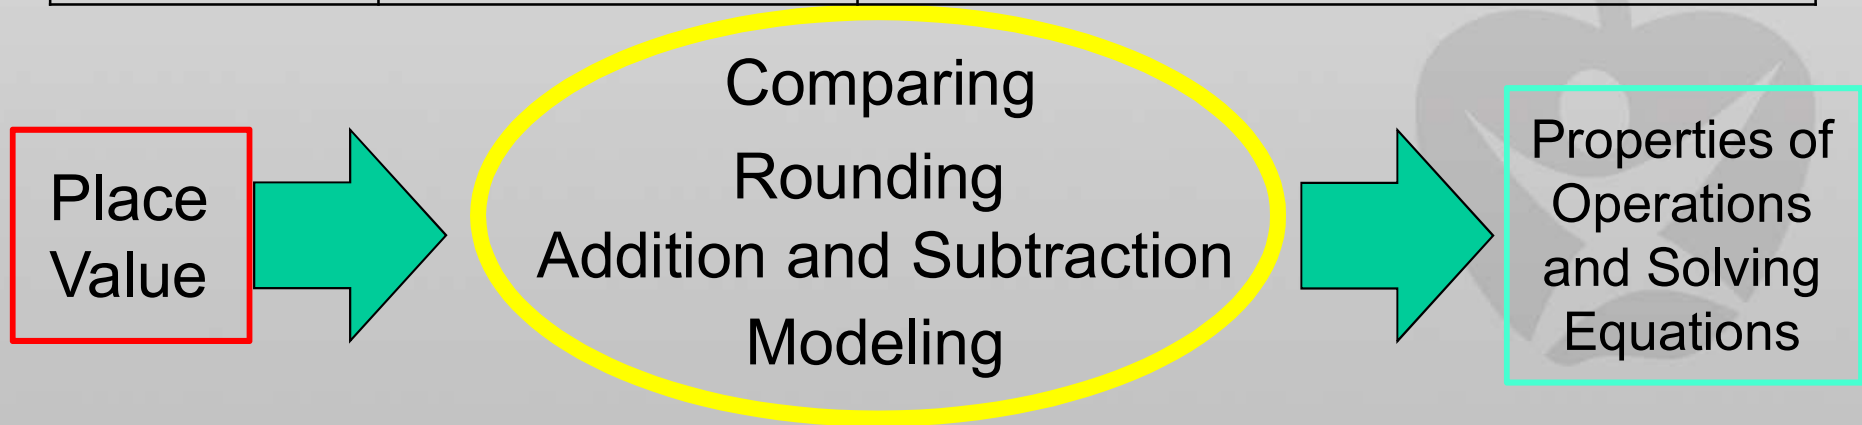 Place
Value
Comparing
Rounding
Addition and Subtraction
Modeling
Properties of
Operations
and Solving
Equations